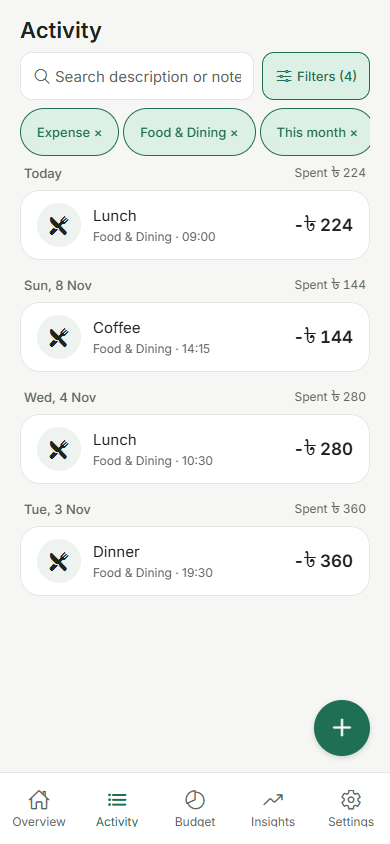 Activity
Search description or note
Filters (4)
Expense ×
Food & Dining ×
This month ×
Today
Spent ৳ 224
Lunch
Food & Dining · 09:00
-৳ 224
Sun, 8 Nov
Spent ৳ 144
Coffee
Food & Dining · 14:15
-৳ 144
Wed, 4 Nov
Spent ৳ 280
Lunch
Food & Dining · 10:30
-৳ 280
Tue, 3 Nov
Spent ৳ 360
Dinner
Food & Dining · 19:30
-৳ 360
Overview
Activity
Budget
Insights
Settings